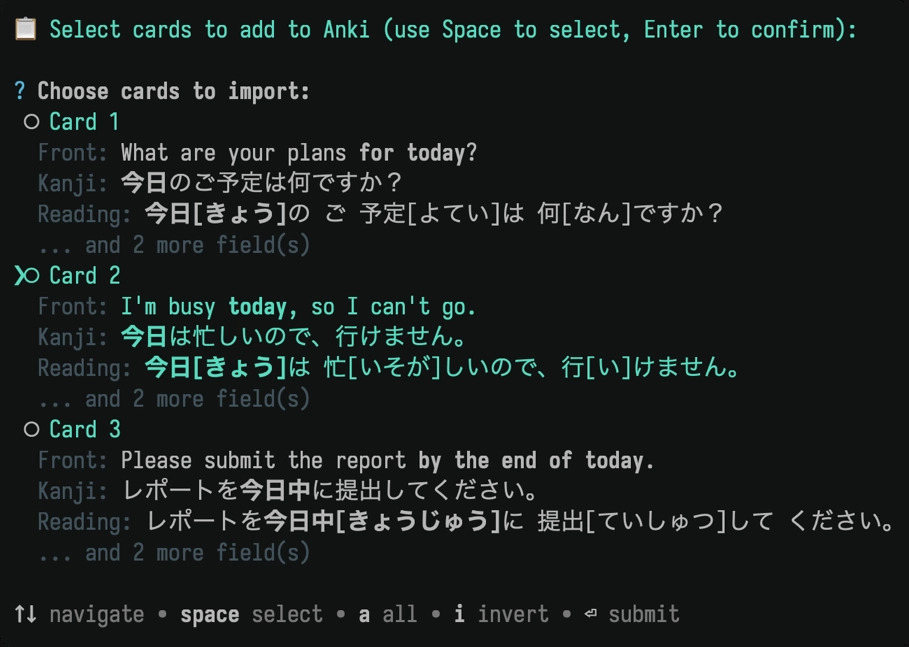 📋 Select cards to add to Anki (use Space to select, Enter to confirm):
? Choose cards to import:
○ Card 1
Front: What are your plans for today?
Kanji: 今日のご予定は何ですか？
Reading: 今日[きょう]の ご 予定[よてい]は 何[なん]ですか？
... and 2 more field(s)
❯○ Card 2
Front: I'm busy today, so I can't go.
Kanji: 今日は忙しいので、行けません。
Reading: 今日[きょう]は 忙[いそが]しいので、行[い]けません。
... and 2 more field(s)
○ Card 3
Front: Please submit the report by the end of today.
Kanji: レポートを今日中に提出してください。
Reading: レポートを今日中[きょうじゅう]に 提出[ていしゅつ]して ください。
... and 2 more field(s)
↑↓ navigate • space select • a all • i invert • ⏎ submit